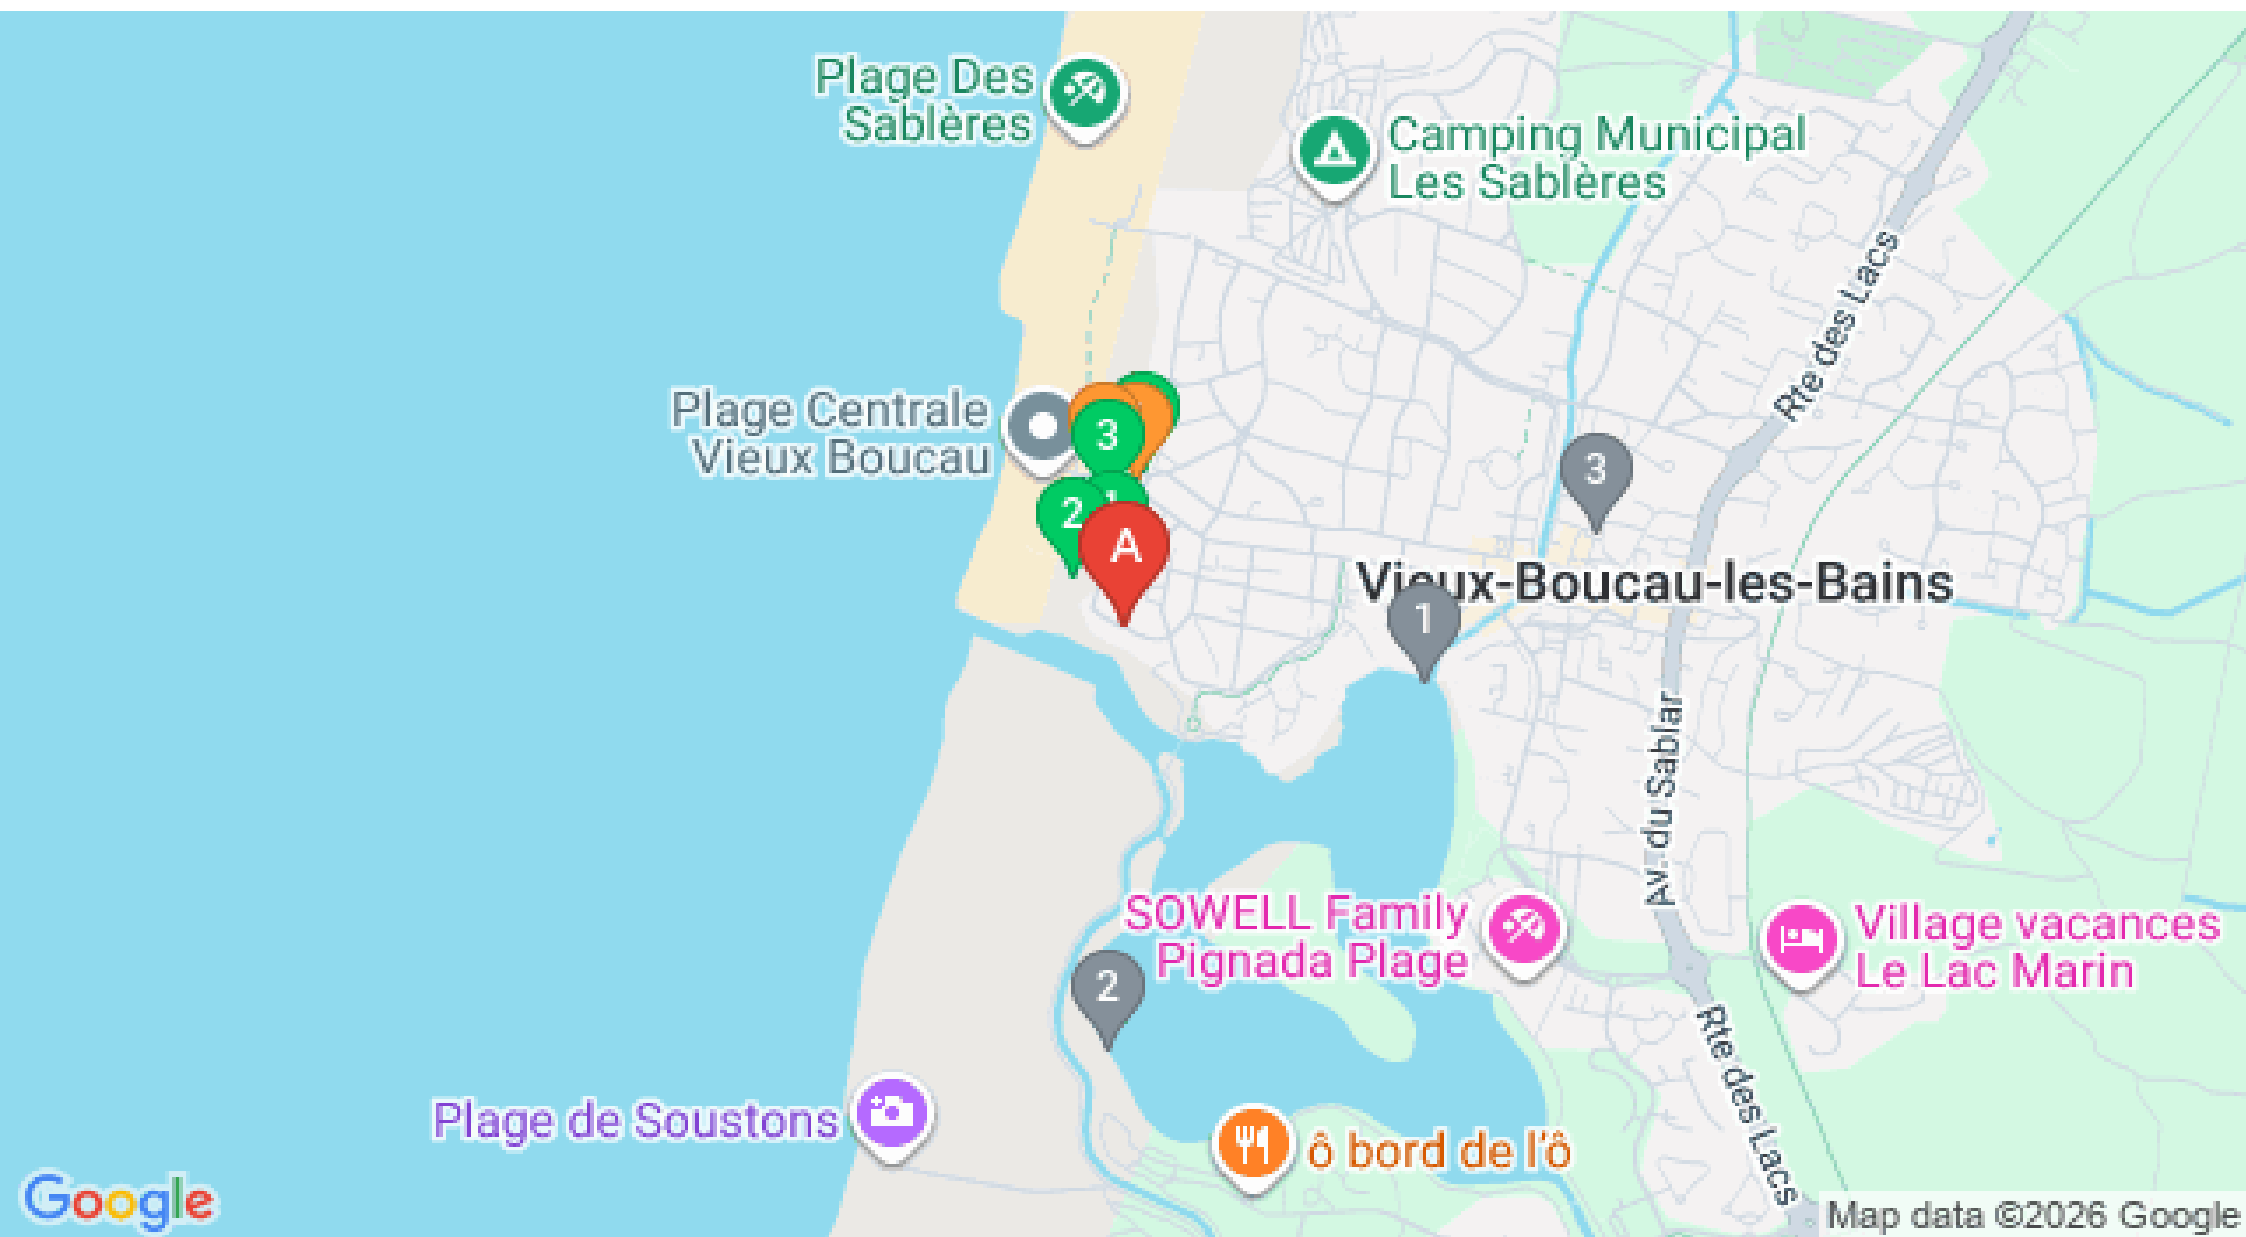 Plage Des
Sablères
Camping Municipal
Les Sablères
Rte des Lacs
Plage Centrale
Vieux Boucau
3
3
2
1
A
Vieux-Boucau-les-Bains
1
Av. du Sablar
SOWELL Family
Pignada Plage
Village vacances
Le Lac Marin
2
Rte des Lacs
Plage de Soustons
ô bord de l'ô
Google
Map data ©2026 Google